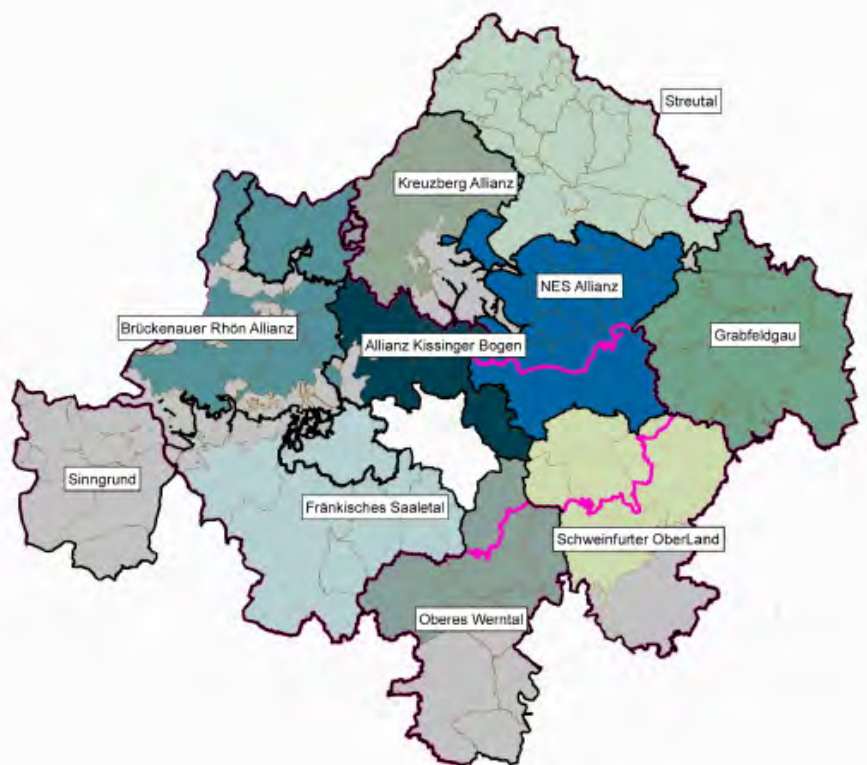 Streutal
Kreuzberg Allianz
NES Allianz
Brückenauer Rhön Allianz
Grabfeldgau
Allianz Kissinger Bogen
Sinngrund
Fränkisches Saaletal
Schweinfurter OberLand
Oberes Werntal